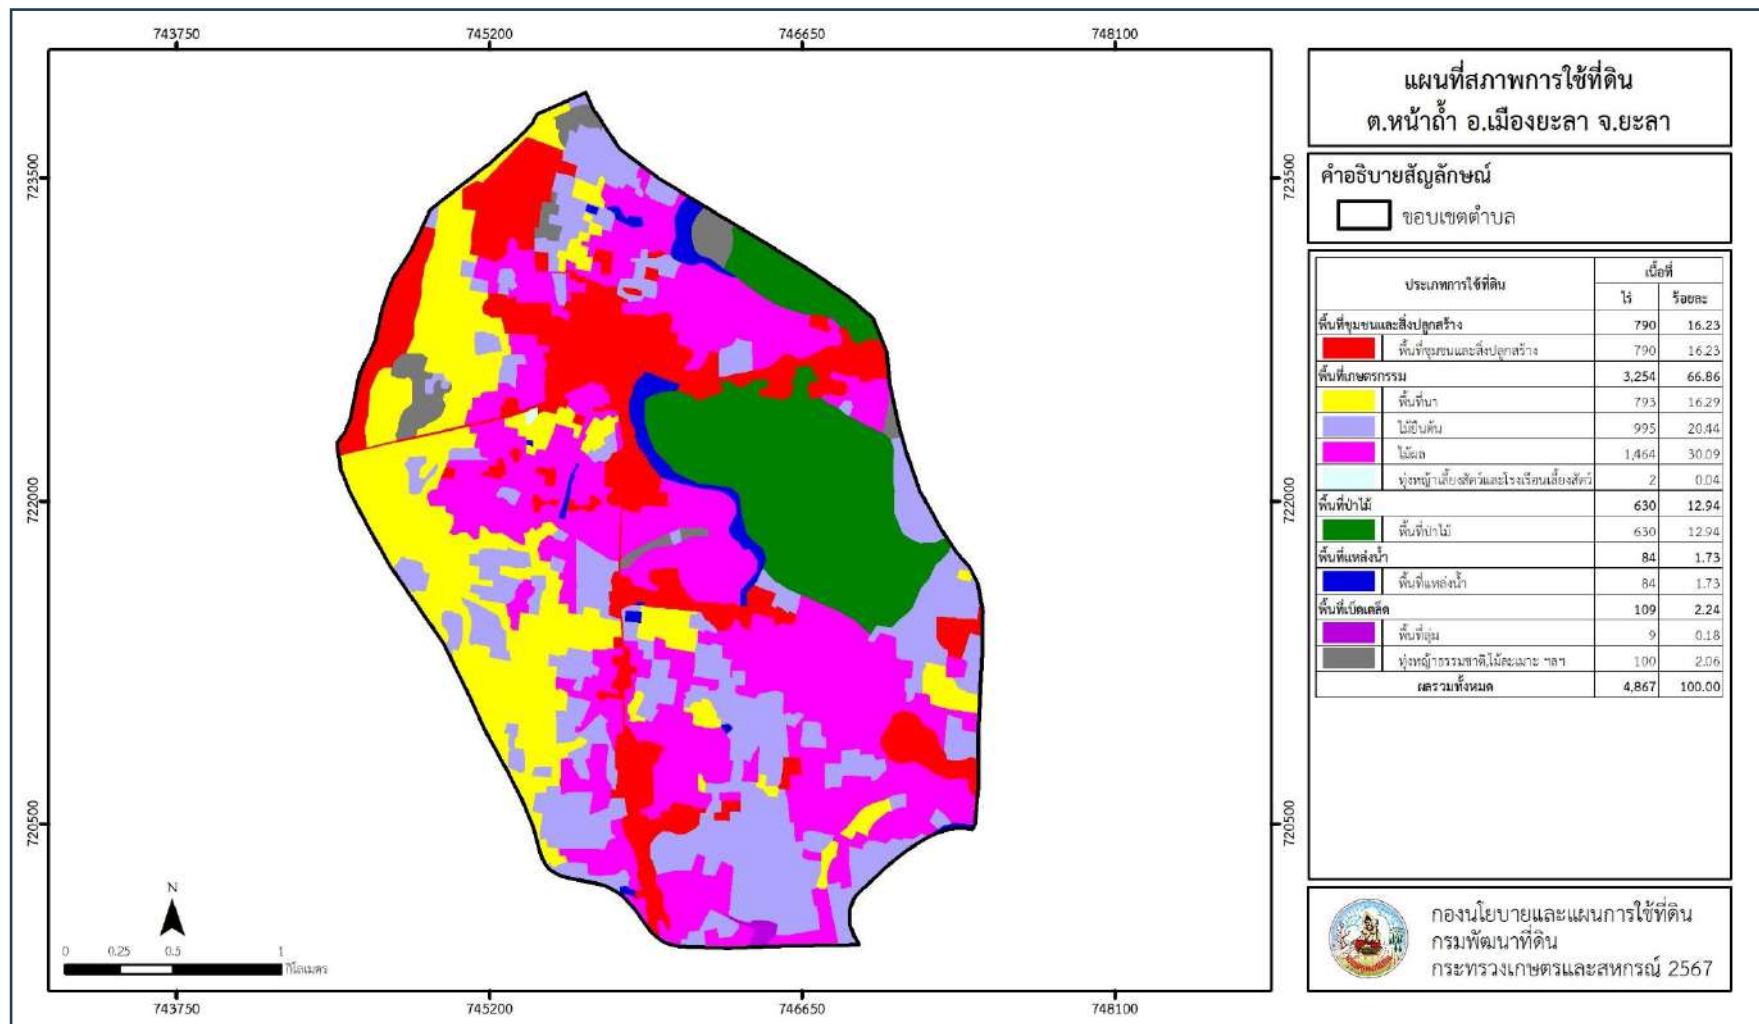 743750 745200 746650 748100
แผนที่สภาพการใช้ที่ดิน
ต.หน้าถ้ำ อ.เมืองยะลา จ.ยะลา
คำอธิบายสัญลักษณ์
ขอบเขตตำบล
723500 723500
722000 722000
720500 720500
ประเภทการใช้ที่ดิน เนื้อที่
ไร่ ร้อยละ
พื้นที่ชุมชนและสิ่งปลูกสร้าง 790 16.23
พื้นที่ชุมชนและสิ่งปลูกสร้าง 790 16.23
พื้นที่เกษตรกรรม 3,254 66.86
พื้นที่นา 793 16.29
ไม้ยืนต้น 995 20.44
ไม้ผล 1,464 30.09
ทุ่งหญ้าเลี้ยงสัตว์และโรงเรือนเลี้ยงสัตว์ 2 0.04
พื้นที่ป่าไม้ 630 12.94
พื้นที่ป่าไม้ 630 12.94
พื้นที่แหล่งน้ำ 84 1.73
พื้นที่แหล่งน้ำ 84 1.73
พื้นที่เบ็ดเตล็ด 109 2.24
พื้นที่ลุ่ม 9 0.18
ทุ่งหญ้าธรรมชาติ,ไม้ละเมาะ ฯลฯ 100 2.06
ผลรวมทั้งหมด 4,867 100.00
N
0 0.25 0.5 1
กิโลเมตร
กองนโยบายและแผนการใช้ที่ดิน
กรมพัฒนาที่ดิน
กระทรวงเกษตรและสหกรณ์ 2567
743750 745200 746650 748100